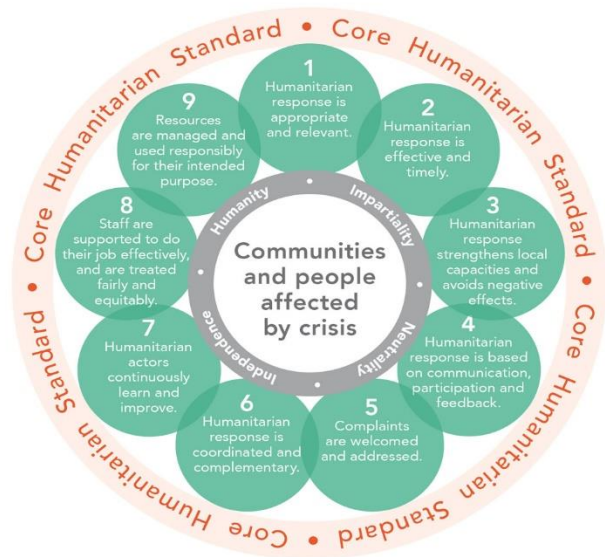 Core Humanitarian Standard • Core Humanitarian Standard • Core Humanitarian Standard • Core Humanitarian Standard •
1
Humanitarian
response is
appropriate
and relevant.
2
Humanitarian
response is
effective and
timely.
3
Humanitarian
response
strengthens local
capacities and
avoids negative
effects.
4
Humanitarian
response is based
on communication,
participation and
feedback.
5
Complaints
are welcomed
and addressed.
6
Humanitarian
response is
coordinated and
complementary.
7
Humanitarian
actors
continuously
learn and
improve.
8
Staff are
supported to do
their job effectively,
and are treated
fairly and
equitably.
9
Resources
are managed and
used responsibly
for their intended
purpose.
Humanity • Impartiality • Neutrality • Independence •
Communities
and people
affected
by crisis